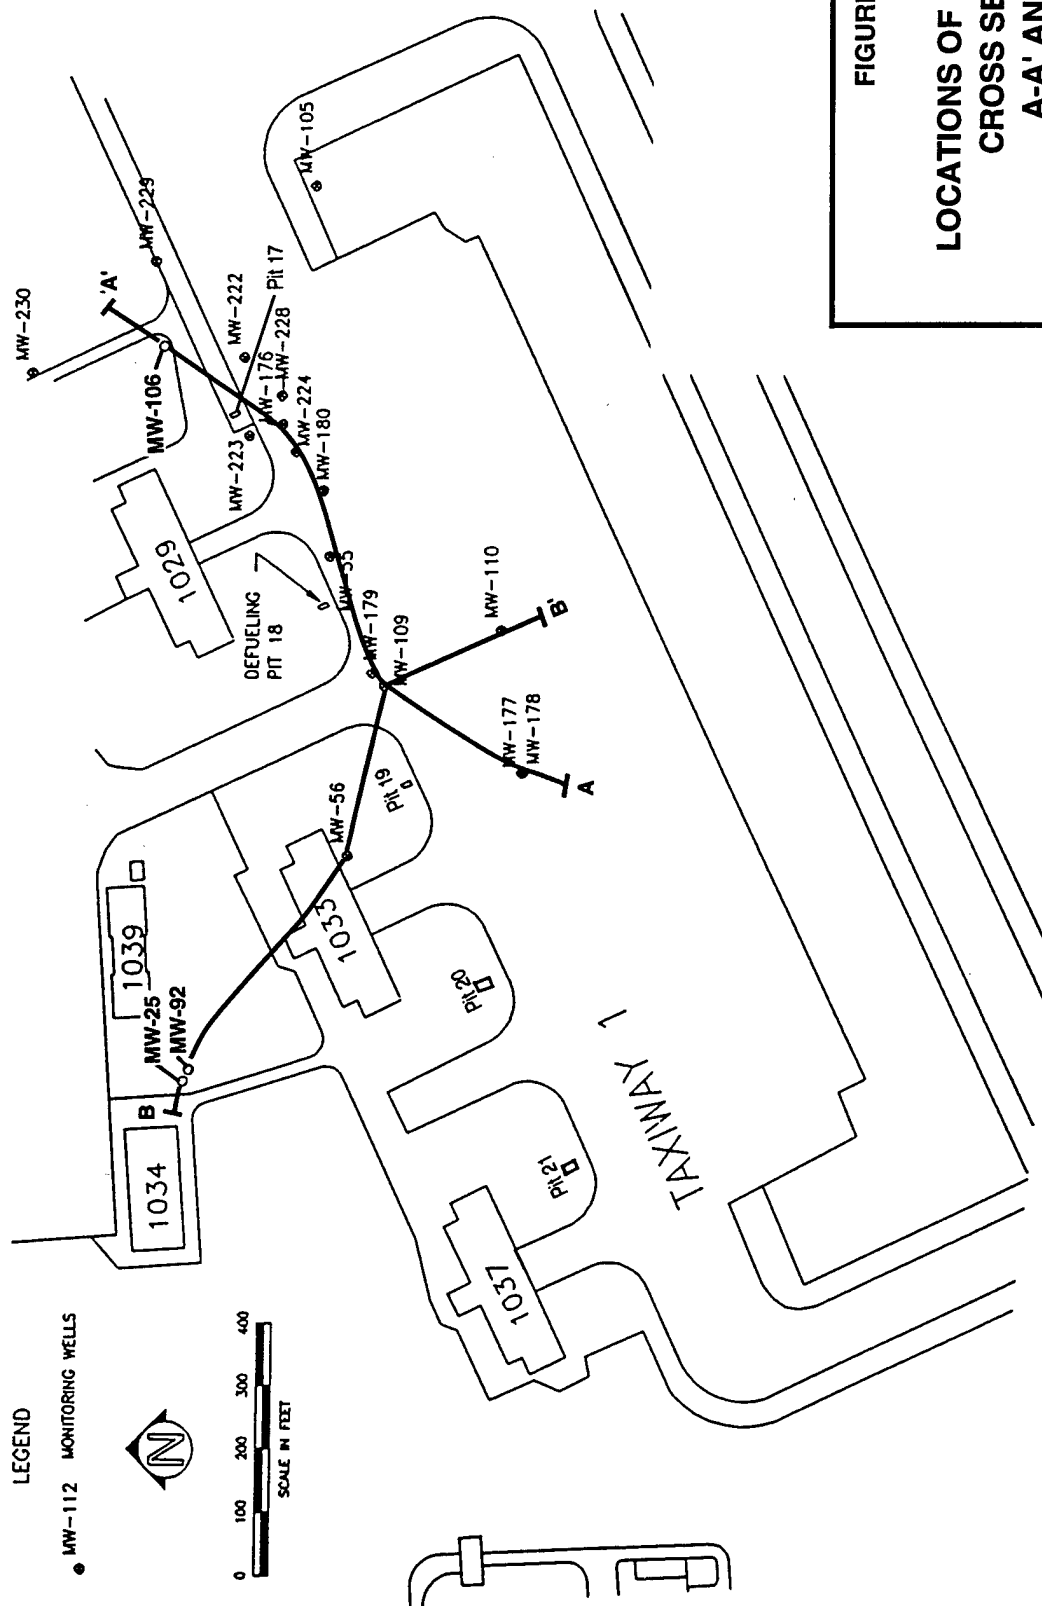 LEGEND
MW-112 MONITORING WELLS
N
0 100 200 300 400
SCALE IN FEET
MW-230
MW-229
'A'
MW-105
MW-106
MW-222
Pit 17
MW-228
MW-176
MW-224
MW-180
MW-223
1029
DEFUELING
PIT 18
MW-55
MW-179
MW-109
MW-110
B'
MW-177
MW-178
A
Pit 19
MW-56
1033
1039
MW-25
MW-92
B
1034
Pit 20
Pit 21
1037
TAXIWAY 1
FIGUR
LOCATIONS OF
CROSS SE
A-A' AN